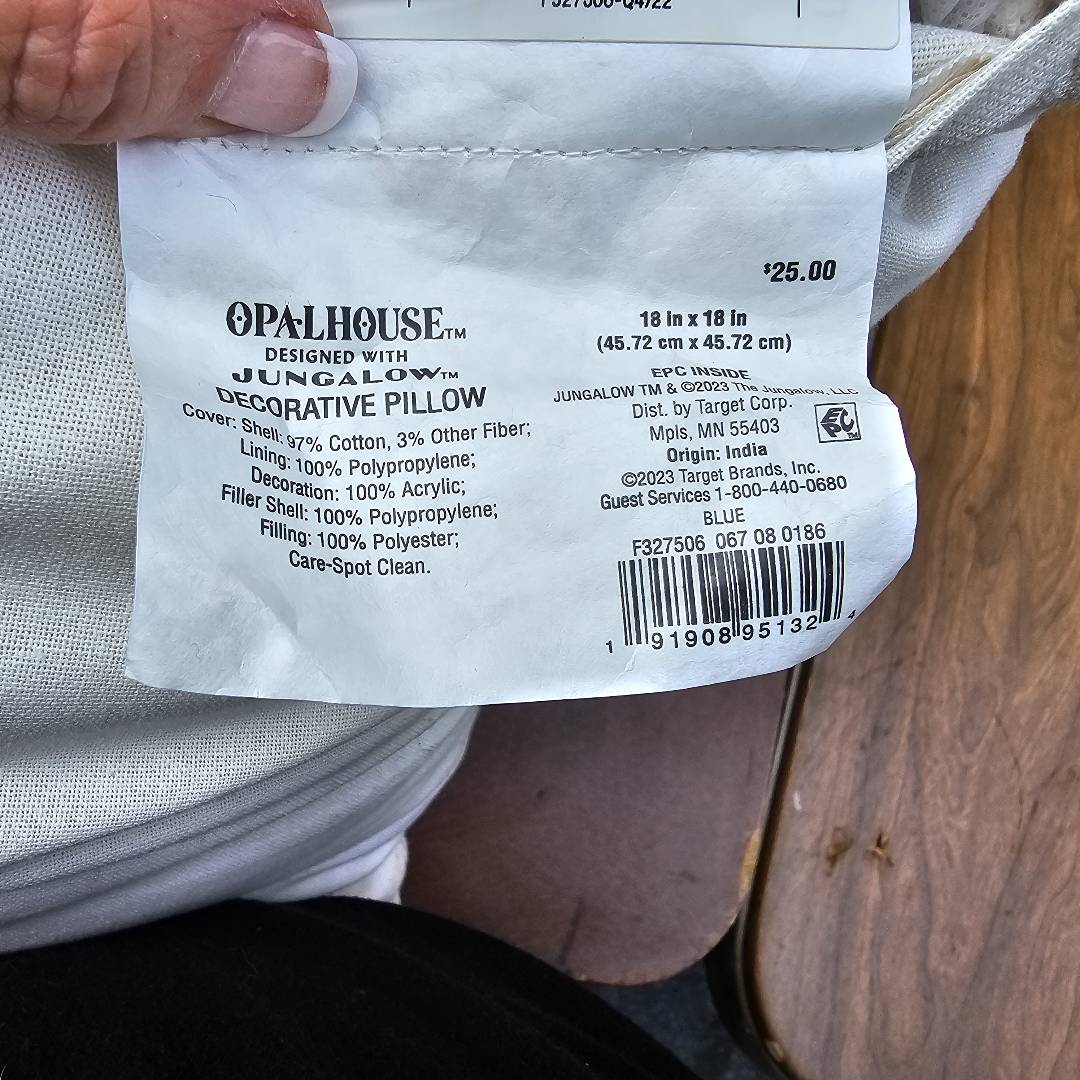 $25.00
OPALHOUSE™
DESIGNED WITH
JUNGALOW™
DECORATIVE PILLOW
Cover: Shell: 97% Cotton, 3% Other Fiber;
Lining: 100% Polypropylene;
Decoration: 100% Acrylic;
Filler Shell: 100% Polypropylene;
Filling: 100% Polyester;
Care-Spot Clean.
18 in x 18 in
(45.72 cm x 45.72 cm)
EPC INSIDE
JUNGALOW TM & ©2023 The Jungalow, LLC
Dist. by Target Corp.
Mpls, MN 55403
EPC™
Origin: India
©2023 Target Brands, Inc.
Guest Services 1-800-440-0680
BLUE
F327506 067 08 0186
1 91908 95132 4